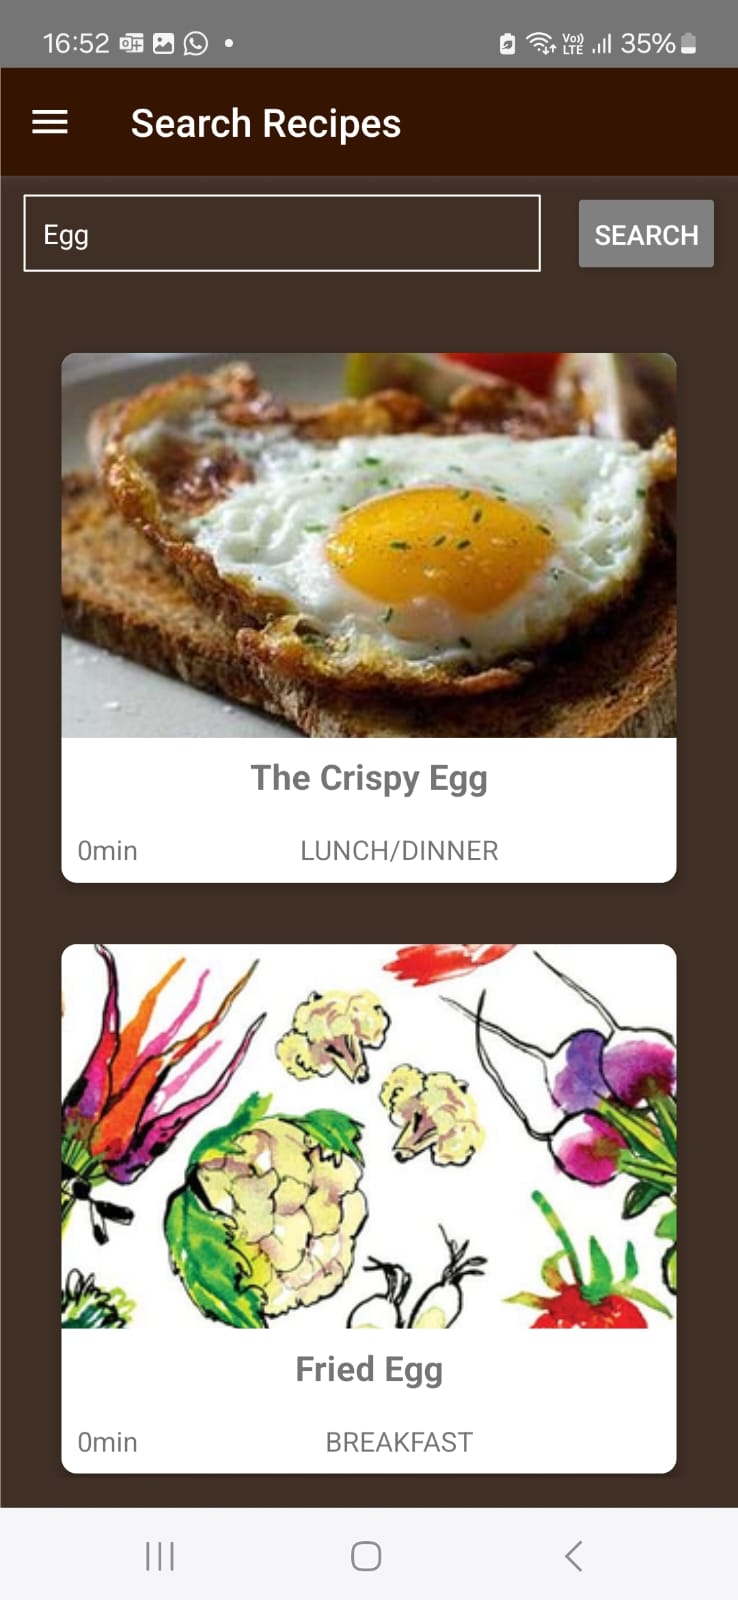 16:52 Vo)) LTE 35%
Search Recipes
Egg SEARCH
The Crispy Egg
0min LUNCH/DINNER
Fried Egg
0min BREAKFAST